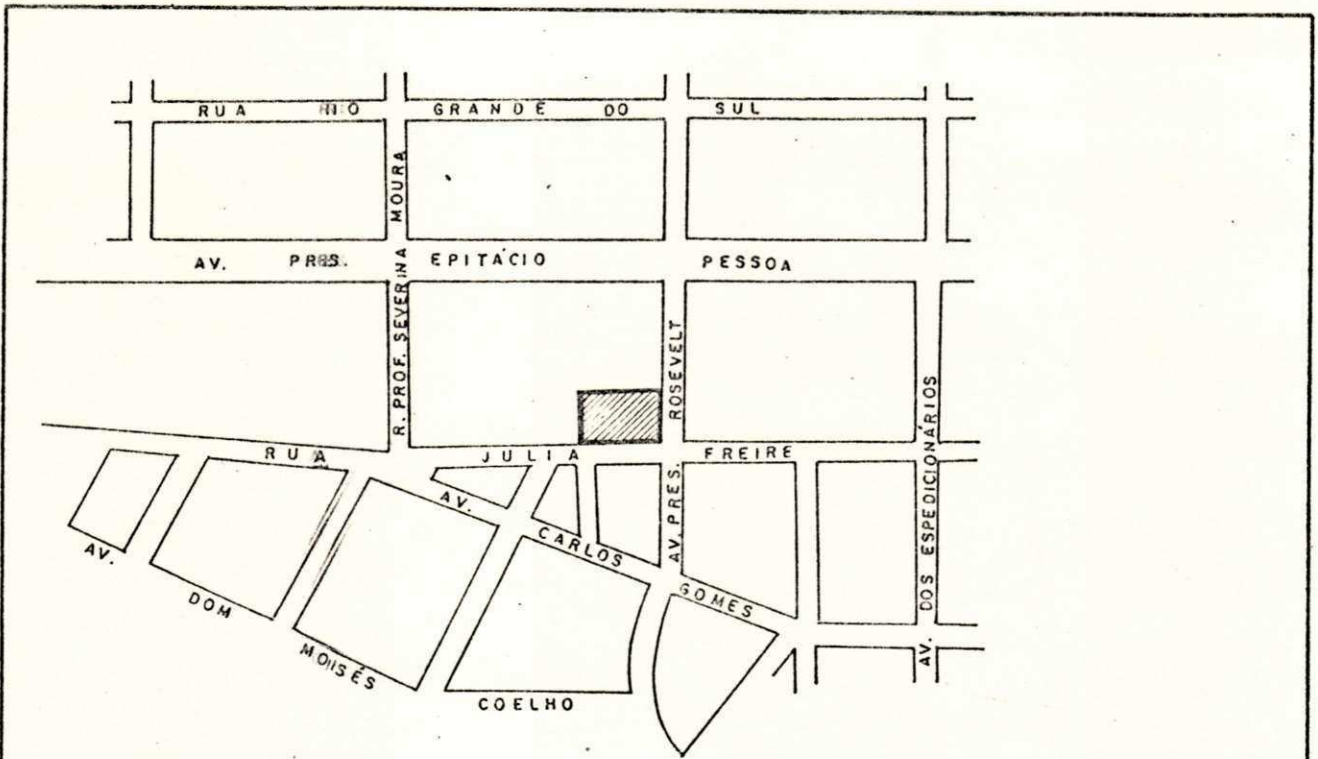 RUA RIO GRANDE DO SUL
R. PROF. SEVERINA MOURA
AV. PRES. EPITÁCIO PESSOA
AV. PRES. ROSEVELT
AV. DOS ESPEDICIONÁRIOS
RUA JULIA FREIRE
AV. CARLOS GOMES
AV. DOM MOISÉS COELHO